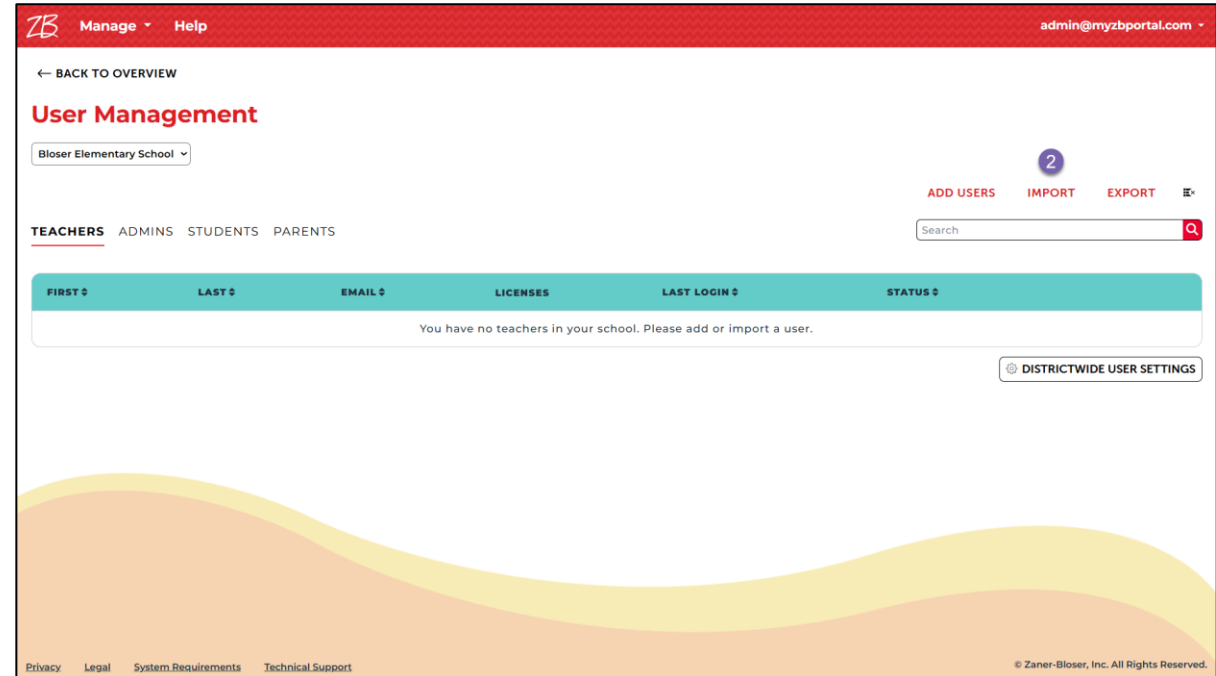 ZB Manage Help admin@myzbportal.com
← BACK TO OVERVIEW
User Management
Bloser Elementary School
2
ADD USERS IMPORT EXPORT
TEACHERS ADMINS STUDENTS PARENTS Search
FIRST LAST EMAIL LICENSES LAST LOGIN STATUS
You have no teachers in your school. Please add or import a user.
DISTRICTWIDE USER SETTINGS
Privacy Legal System Requirements Technical Support © Zaner-Bloser, Inc. All Rights Reserved.